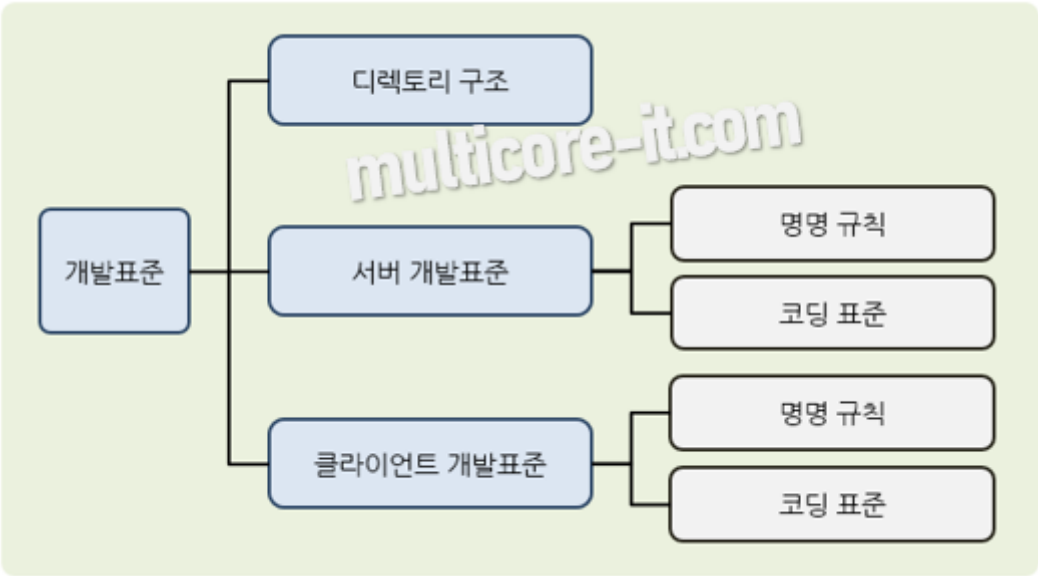 디렉토리 구조
multicore-it.com
명명 규칙
개발표준
서버 개발표준
코딩 표준
명명 규칙
클라이언트 개발표준
코딩 표준